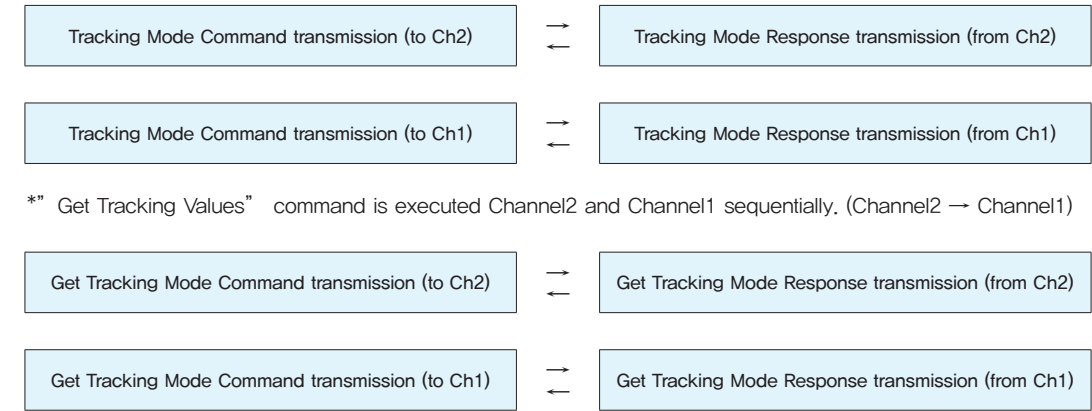 Tracking Mode Command transmission (to Ch2) → Tracking Mode Response transmission (from Ch2)
←
Tracking Mode Command transmission (to Ch1) → Tracking Mode Response transmission (from Ch1)
←
*” Get Tracking Values” command is executed Channel2 and Channel1 sequentially. (Channel2 → Channel1)
Get Tracking Mode Command transmission (to Ch2) → Get Tracking Mode Response transmission (from Ch2)
←
Get Tracking Mode Command transmission (to Ch1) → Get Tracking Mode Response transmission (from Ch1)
←